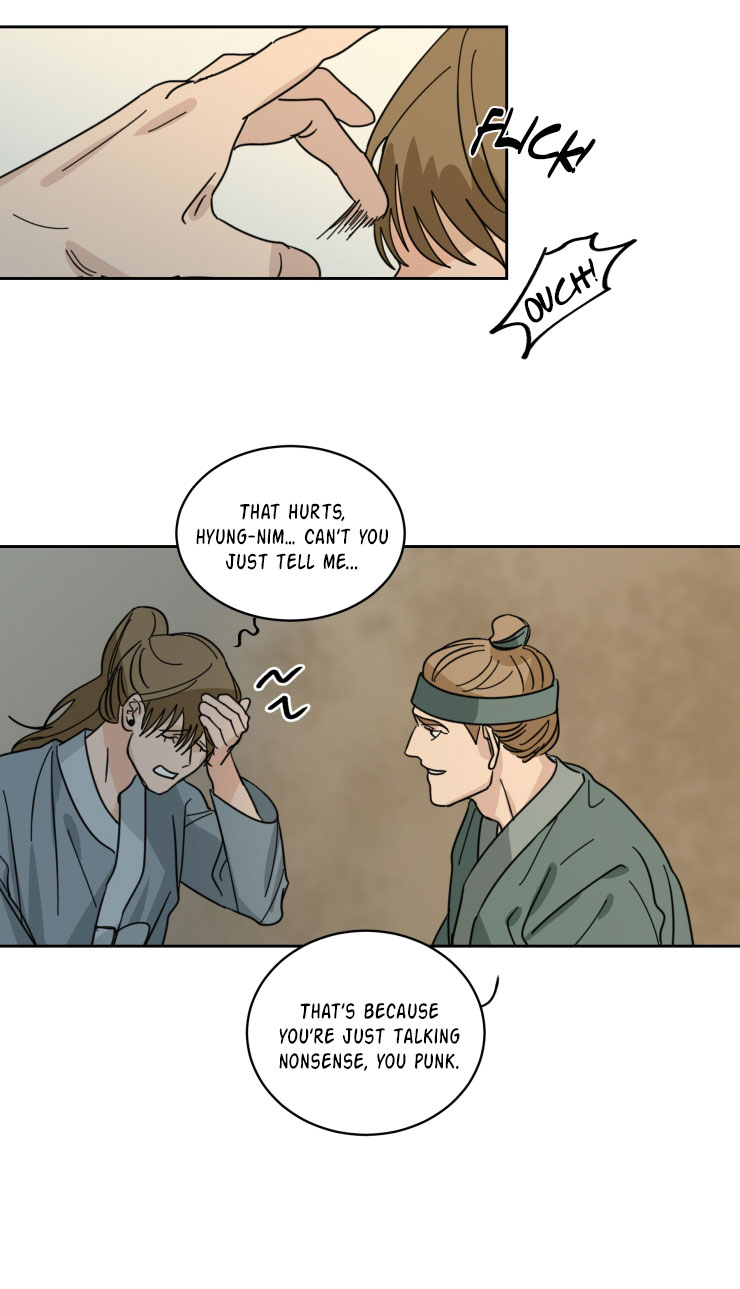 FLICK!
OUCH!
THAT HURTS,
HYUNG-NIM... CAN'T YOU
JUST TELL ME...
THAT'S BECAUSE
YOU'RE JUST TALKING
NONSENSE, YOU PUNK.